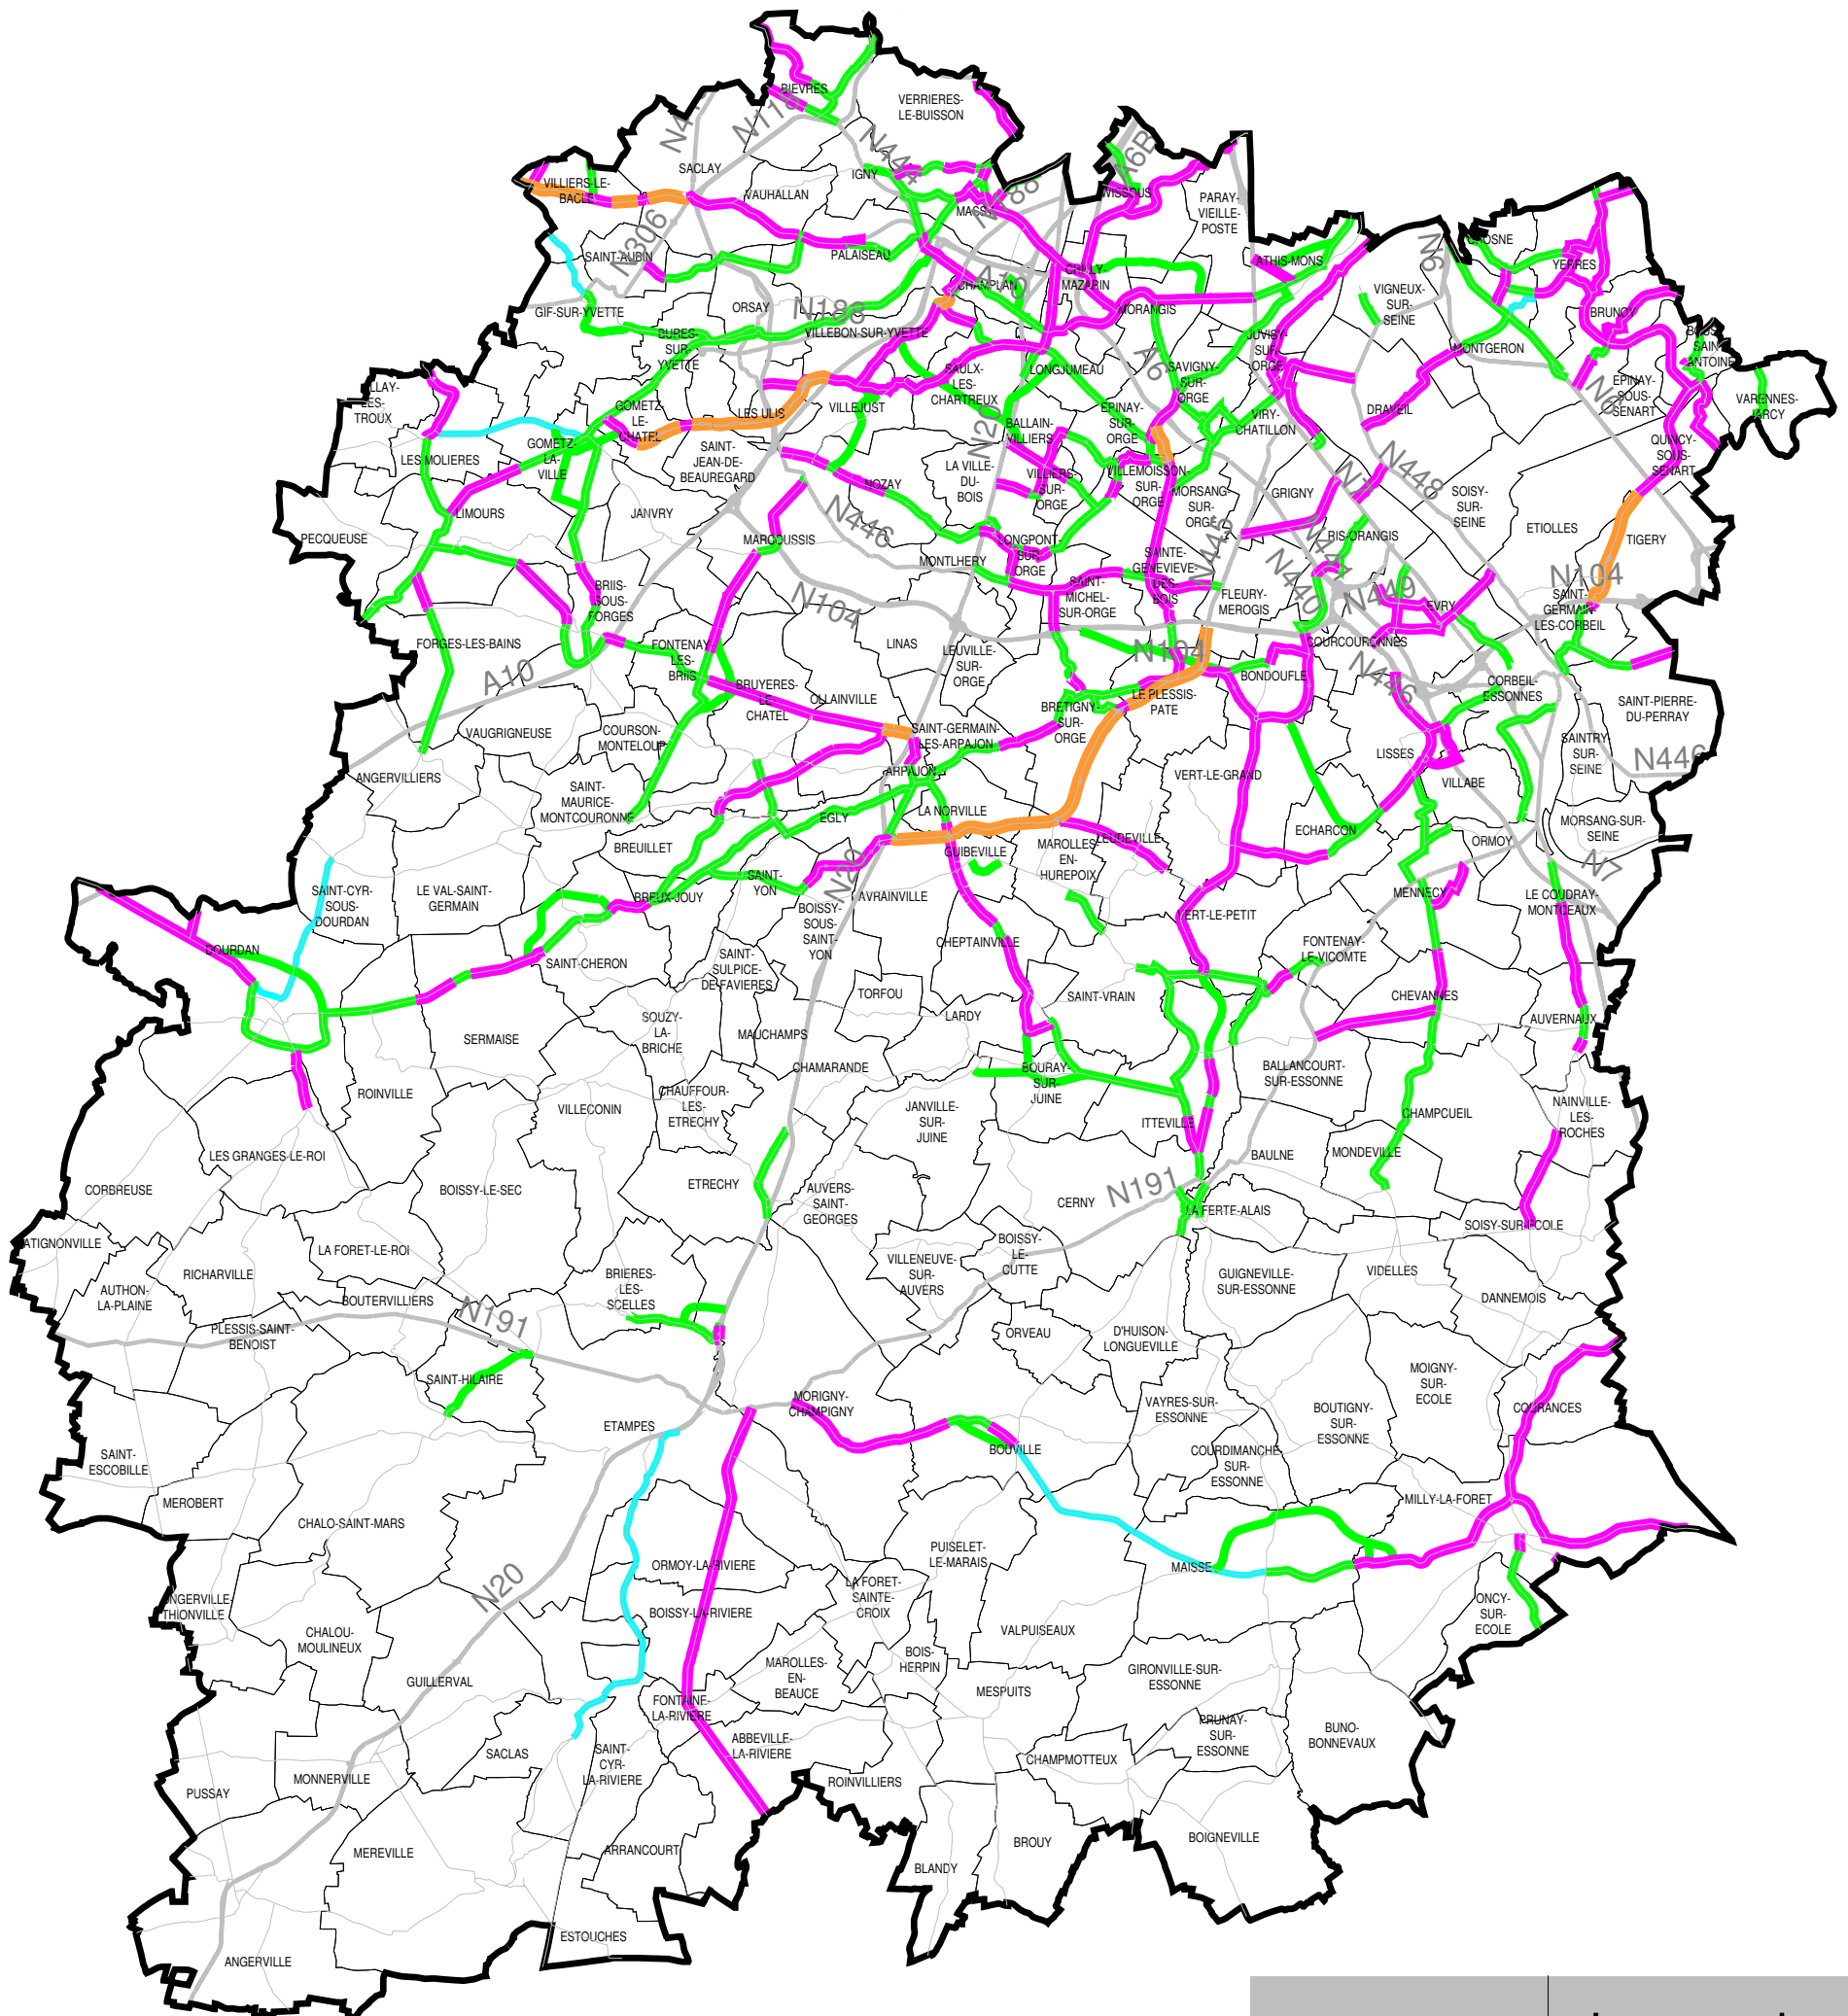 BIEVRES
VERRIERES-
LE-BUISSON
N118
N444
A6B
SACLAY
IGNY
VILLIERS-LE-
BACLE
VAUHALLAN
WISSOUS
PARAY-
VIEILLE-
POSTE
N306
SAINT-AUBIN
PALAISEAU
ATHIS-MONS
N6
CROSNE
YERRES
A10
CHAMPLAN
CHILLY-
MAZARIN
VIGNEUX-
SUR-
SEINE
GIF-SUR-YVETTE
ORSAY
N188
MORANGIS
BRUNOY
BURES-
SUR-
YVETTE
VILLEBON-SUR-YVETTE
JUVISY-
SUR-
ORGE
MONTGERON
A6
SAULX-
LES-
CHARTREUX
LONGJUMEAU
SAVIGNY-
SUR-
ORGE
EPINAY-
SOUS-
SENART
VARENNES-
JARCY
TROUX
GOMETZ-
LE-
CHATEL
LES ULIS
VILLEJUST
N20
BALLAIN-
VILLIERS
EPINAY-
SUR-
ORGE
VIRY-
CHATILLON
DRAVEIL
N6
LES MOLIERES
GOMETZ-
LA-
VILLE
SAINT-
JEAN-DE-
BEAUREGARD
LA VILLE-
DU-
BOIS
VILLIERS-
SUR-
ORGE
VILLEMOISSON-
SUR-
ORGE
QUINCY-
SOUS-
SENART
NOZAY
MORSANG-
SUR-
ORGE
GRIGNY
N7
N448
SOISY-
SUR-
SEINE
LIMOURS
JANVRY
N446
ETIOLLES
PECQUEUSE
MARCOUSSIS
LONGPONT-
SUR-
ORGE
RIS-ORANGIS
TIGERY
MONTLHERY
SAINTE-
GENEVIEVE-
DES-
BOIS
N445
N440
N441
N104
BRIIS-
SOUS-
FORGES
N104
SAINT-
MICHEL-
SUR-ORGE
FLEURY-
MEROGIS
N449
EVRY
SAINT-
GERMAIN-
LES-CORBEIL
FORGES-LES-BAINS
FONTENAY-
LES-
BRIIS
LINAS
LEUVILLE-
SUR-
ORGE
COURCOURONNES
A10
N104
N446
BRUYERES-
LE-
CHATEL
OLLAINVILLE
BONDOUFLE
CORBEIL-
ESSONNES
LE PLESSIS-
PATE
SAINT-PIERRE-
DU-PERRAY
VAUGRIGNEUSE
COURSON-
MONTELOUP
SAINT-GERMAIN-
LES-ARPAJON
BRETIGNY-
SUR-
ORGE
SAINTRY-
SUR-
SEINE
LISSES
N446
ANGERVILLIERS
ARPAJON
VERT-LE-GRAND
VILLABE
SAINT-
MAURICE-
MONTCOURONNE
LA NORVILLE
EGLY
MORSANG-SUR-
SEINE
BREUILLET
GUIBEVILLE
MAROLLES-
EN-
HUREPOIX
LEUDEVILLE
ECHARCON
ORMOY
N7
N20
SAINT-CYR-
SOUS-
DOURDAN
LE VAL-SAINT-
GERMAIN
SAINT-
YON
AVRAINVILLE
MENNECY
LE COUDRAY-
MONTCEAUX
BREUX-JOUY
BOISSY-
SOUS-
SAINT-
YON
VERT-LE-PETIT
DOURDAN
CHEPTAINVILLE
FONTENAY-
LE-VICOMTE
SAINT-CHERON
SAINT-
SULPICE-
DE-FAVIERES
TORFOU
SAINT-VRAIN
CHEVANNES
LARDY
AUVERNAUX
SOUZY-
LA-
BRICHE
SERMAISE
MAUCHAMPS
CHAMARANDE
BOURAY-
SUR-
JUINE
BALLANCOURT-
SUR-ESSONNE
ROINVILLE
VILLECONIN
CHAUFFOUR-
LES-
ETRECHY
JANVILLE-
SUR-
JUINE
ITTEVILLE
CHAMPCUEIL
NAINVILLE-
LES-
ROCHES
LES GRANGES-LE-ROI
BAULNE
MONDEVILLE
CORBREUSE
BOISSY-LE-SEC
ETRECHY
AUVERS-
SAINT-
GEORGES
CERNY
N191
LA FERTE-ALAIS
SOISY-SUR-ECOLE
LA FORET-LE-ROI
BOISSY-
LE-
CUTTE
VILLENEUVE-
SUR-
AUVERS
RICHARVILLE
AUTHON-
LA-PLAINE
BRIERES-
LES-
SCELLES
GUIGNEVILLE-
SUR-ESSONNE
VIDELLES
DANNEMOIS
BOUTERVILLIERS
N191
PLESSIS-SAINT-
BENOIST
ORVEAU
D'HUISON-
LONGUEVILLE
SAINT-HILAIRE
MOIGNY-
SUR-
ECOLE
MORIGNY-
CHAMPIGNY
VAYRES-SUR-
ESSONNE
BOUTIGNY-
SUR-
ESSONNE
COURANCES
ETAMPES
SAINT-
ESCOBILLE
BOUVILLE
COURDIMANCHE-
SUR-
ESSONNE
MEROBERT
MILLY-LA-FORET
CHALO-SAINT-MARS
PUISELET-
LE-MARAIS
ORMOY-LA-RIVIERE
MAISSE
N20
LA FORET-
SAINTE-
CROIX
BOISSY-LA-RIVIERE
THIONVILLE
ONCY-
SUR-
ECOLE
CHALOU-
MOULINEUX
VALPUISEAUX
BOIS-
HERPIN
MAROLLES-
EN-
BEAUCE
GUILLERVAL
GIRONVILLE-SUR-
ESSONNE
MESPUITS
FONTAINE-
LA-RIVIERE
ABBEVILLE-
LA-RIVIERE
PRUNAY-
SUR-
ESSONNE
BUNO-
BONNEVAUX
SACLAS
SAINT-
CYR-
LA-RIVIERE
CHAMPMOTTEUX
MONNERVILLE
PUSSAY
ROINVILLIERS
BOIGNEVILLE
BROUY
MEREVILLE
ARRANCOURT
BLANDY
ESTOUCHES
ANGERVILLE